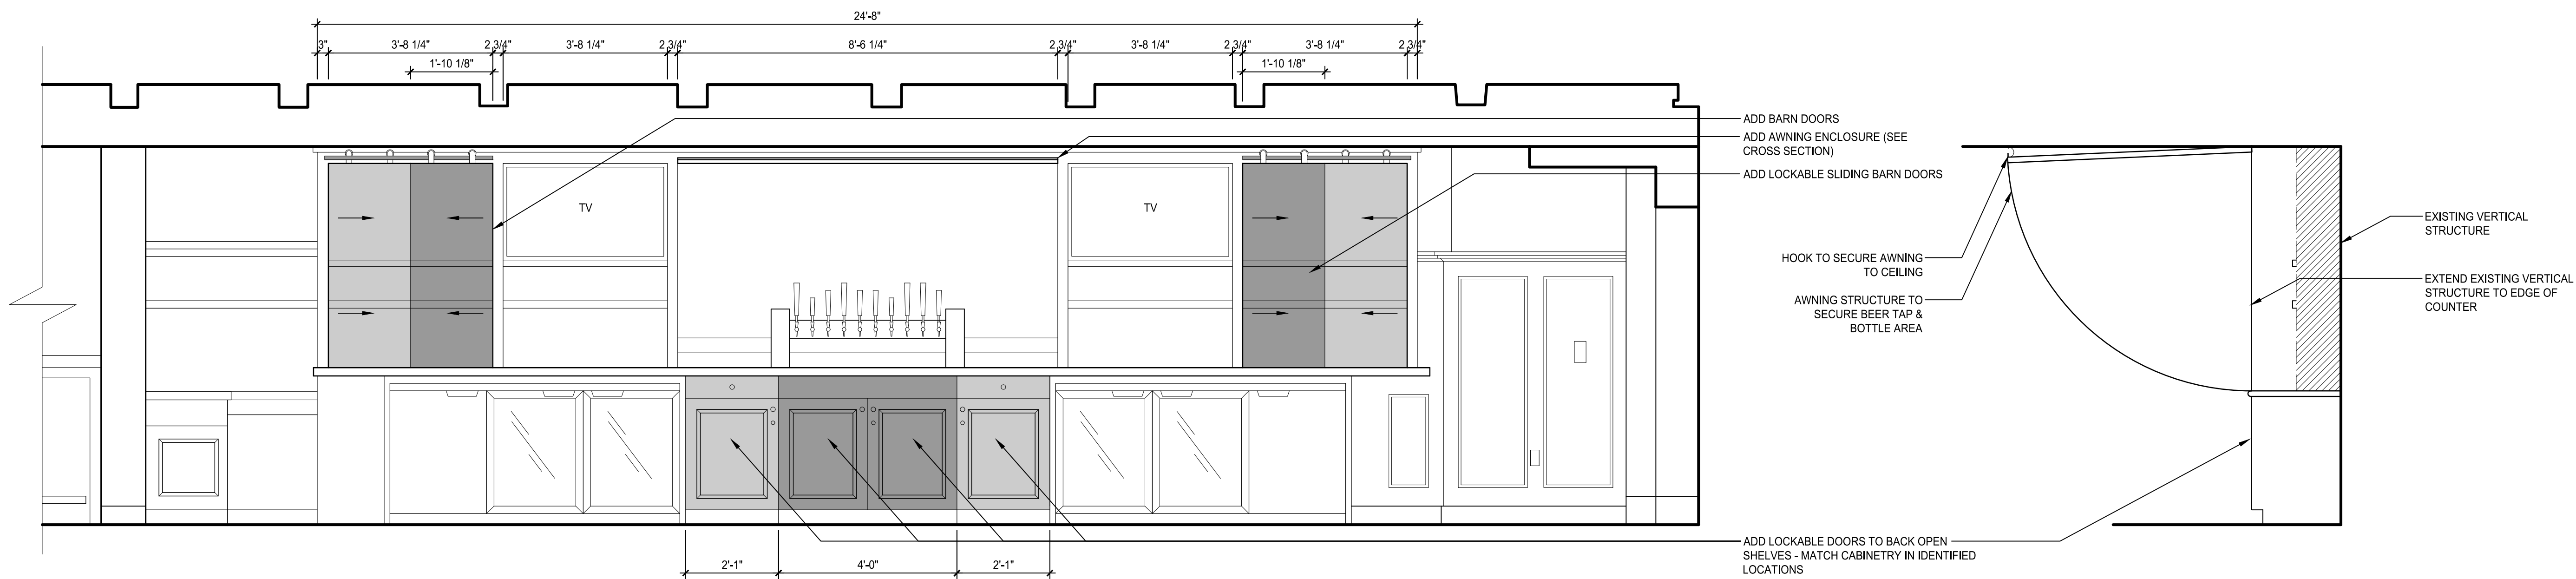 24'-8"
3" 3'-8 1/4" 2 3/4" 3'-8 1/4" 2 3/4" 8'-6 1/4" 2 3/4" 3'-8 1/4" 2 3/4" 3'-8 1/4" 2 3/4"
1'-10 1/8" 1'-10 1/8"
ADD BARN DOORS
ADD AWNING ENCLOSURE (SEE
CROSS SECTION)
ADD LOCKABLE SLIDING BARN DOORS
TV TV
EXISTING VERTICAL
STRUCTURE
HOOK TO SECURE AWNING
TO CEILING
EXTEND EXISTING VERTICAL
STRUCTURE TO EDGE OF
COUNTER
AWNING STRUCTURE TO
SECURE BEER TAP &
BOTTLE AREA
ADD LOCKABLE DOORS TO BACK OPEN
SHELVES - MATCH CABINETRY IN IDENTIFIED
LOCATIONS
2'-1" 4'-0" 2'-1"